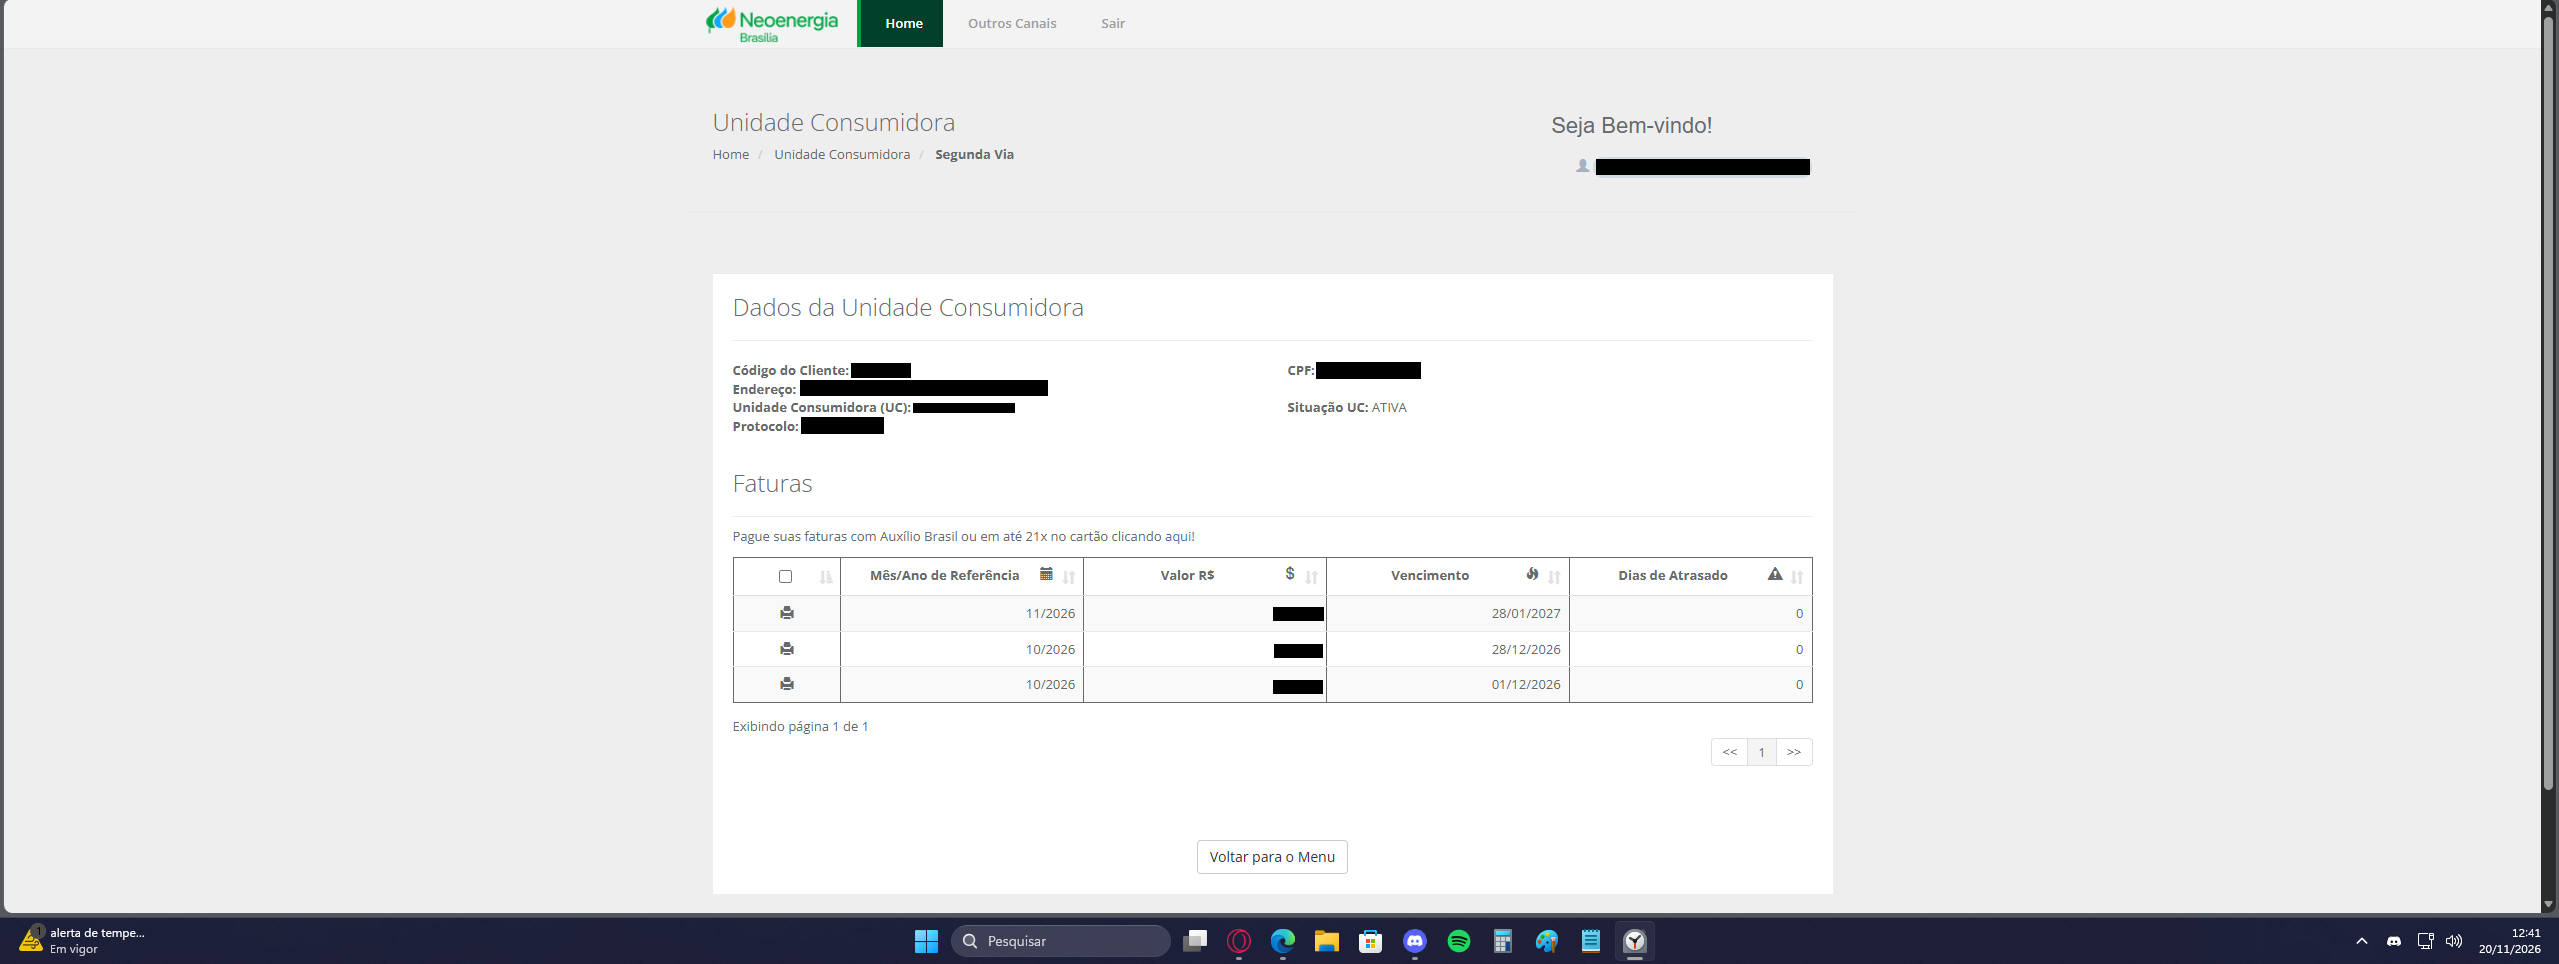 Neoenergia
Brasília
Home
Outros Canais
Sair
Unidade Consumidora
Home / Unidade Consumidora / Segunda Via
Seja Bem-vindo!
Dados da Unidade Consumidora
Código do Cliente:
CPF:
Endereço:
Unidade Consumidora (UC):
Situação UC: ATIVA
Protocolo:
Faturas
Pague suas faturas com Auxílio Brasil ou em até 21x no cartão clicando aqui!
Mês/Ano de Referência Valor R$ $ Vencimento Dias de Atrasado
11/2026 28/01/2027 0
10/2026 28/12/2026 0
10/2026 01/12/2026 0
Exibindo página 1 de 1
<< 1 >>
Voltar para o Menu
1
alerta de tempe...
Em vigor
Pesquisar
12:41
20/11/2026